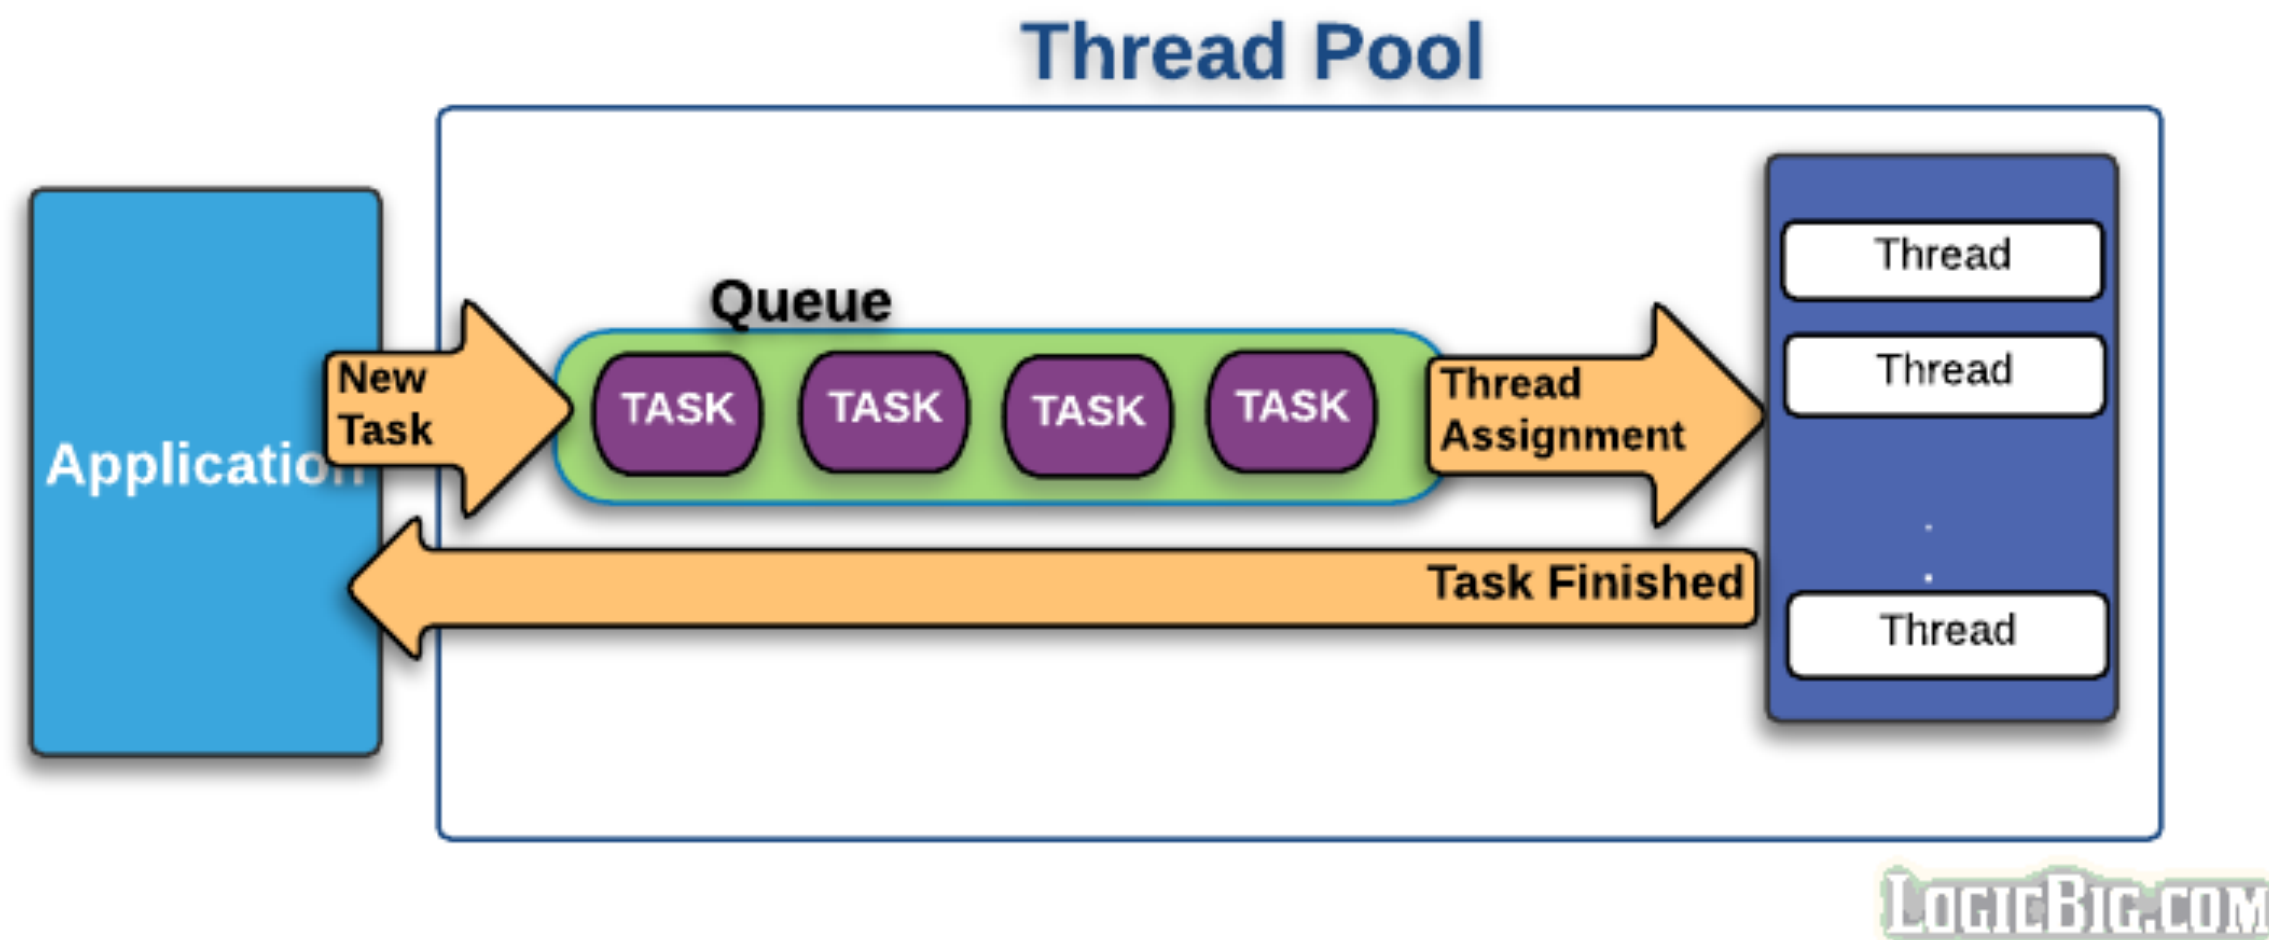 Thread Pool
Application
New
Task
Queue
TASK
TASK
TASK
TASK
Thread
Assignment
Task Finished
Thread
Thread
.
.
Thread
LOGICBIG.COM